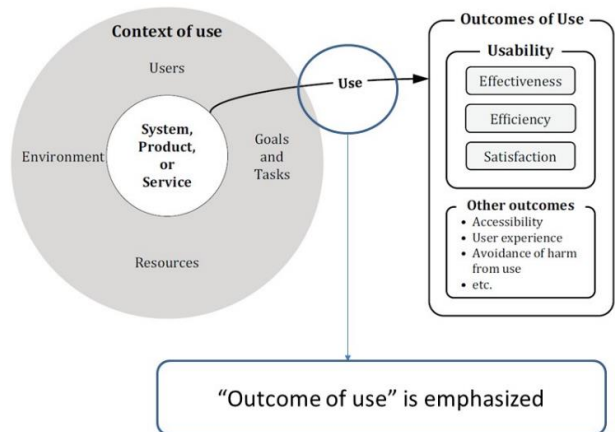 Context of use
Users
System,
Product,
or
Service
Environment
Goals
and
Tasks
Resources
Use
Outcomes of Use
Usability
Effectiveness
Efficiency
Satisfaction
Other outcomes
• Accessibility
• User experience
• Avoidance of harm
from use
• etc.
“Outcome of use” is emphasized